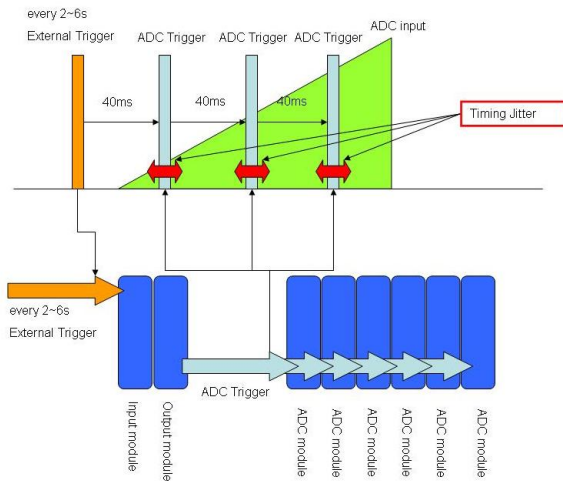 every 2~6s
External Trigger
ADC Trigger
ADC Trigger
ADC Trigger
ADC input
40ms
40ms
40ms
Timing Jitter
every 2~6s
External Trigger
ADC Trigger
Input module
Output module
ADC module
ADC module
ADC module
ADC module
ADC module
ADC module